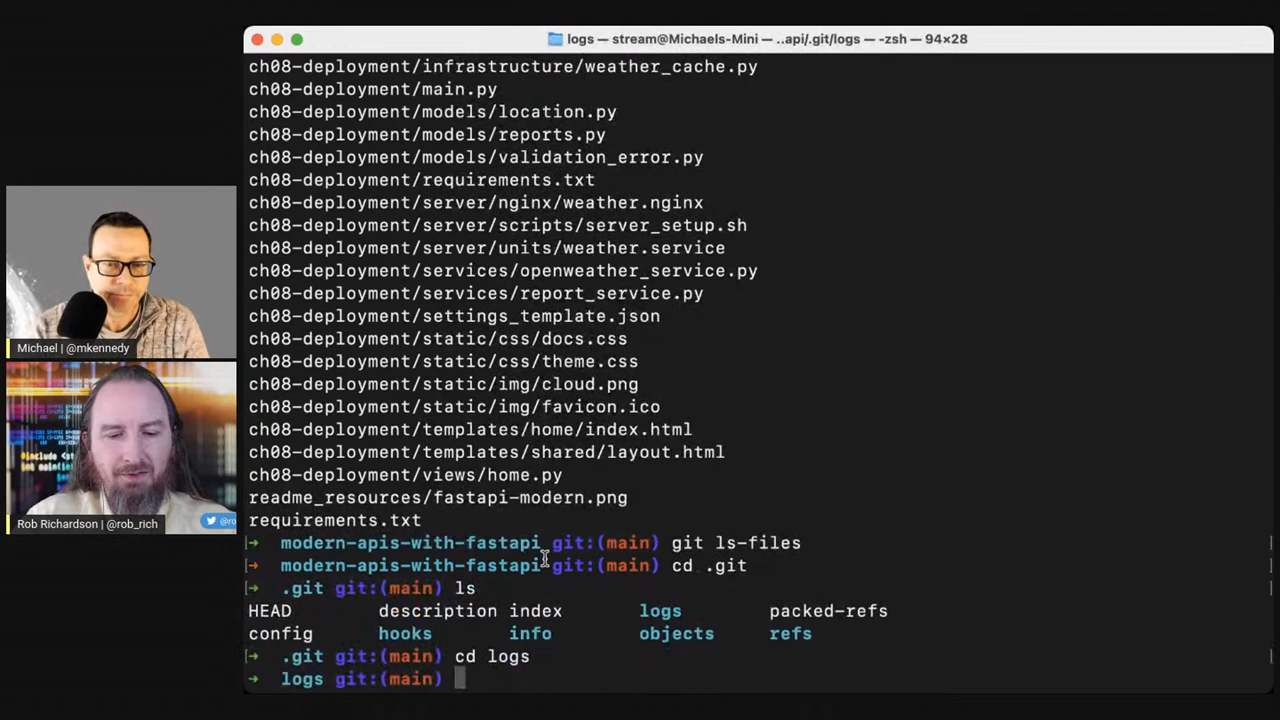 logs — stream@Michaels-Mini — ..api/.git/logs — -zsh — 94×28
ch08-deployment/infrastructure/weather_cache.py
ch08-deployment/main.py
ch08-deployment/models/location.py
ch08-deployment/models/reports.py
ch08-deployment/models/validation_error.py
ch08-deployment/requirements.txt
ch08-deployment/server/nginx/weather.nginx
ch08-deployment/server/scripts/server_setup.sh
ch08-deployment/server/units/weather.service
ch08-deployment/services/openweather_service.py
ch08-deployment/services/report_service.py
ch08-deployment/settings_template.json
ch08-deployment/static/css/docs.css
ch08-deployment/static/css/theme.css
ch08-deployment/static/img/cloud.png
ch08-deployment/static/img/favicon.ico
ch08-deployment/templates/home/index.html
ch08-deployment/templates/shared/layout.html
ch08-deployment/views/home.py
readme_resources/fastapi-modern.png
requirements.txt
➜ modern-apis-with-fastapi git:(main) git ls-files
➜ modern-apis-with-fastapi git:(main) cd .git
➜ .git git:(main) ls
HEAD description index logs packed-refs
config hooks info objects refs
➜ .git git:(main) cd logs
➜ logs git:(main)
Michael | @mkennedy
#include <st
int main(in
Rob Richardson | @rob_rich